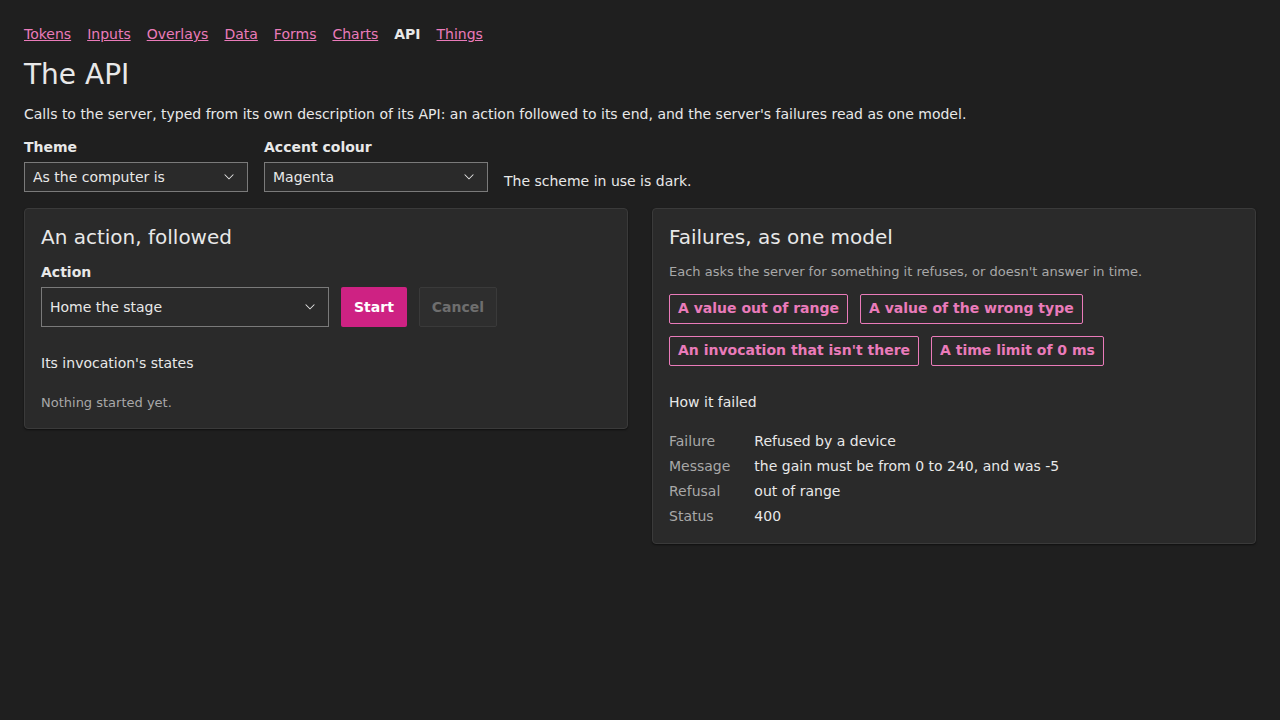 Tokens Inputs Overlays Data Forms Charts API Things
The API
Calls to the server, typed from its own description of its API: an action followed to its end, and the server's failures read as one model.
Theme Accent colour
As the computer is Magenta The scheme in use is dark.
An action, followed
Action
Home the stage Start Cancel
Its invocation's states
Nothing started yet.
Failures, as one model
Each asks the server for something it refuses, or doesn't answer in time.
A value out of range A value of the wrong type
An invocation that isn't there A time limit of 0 ms
How it failed
Failure Refused by a device
Message the gain must be from 0 to 240, and was -5
Refusal out of range
Status 400